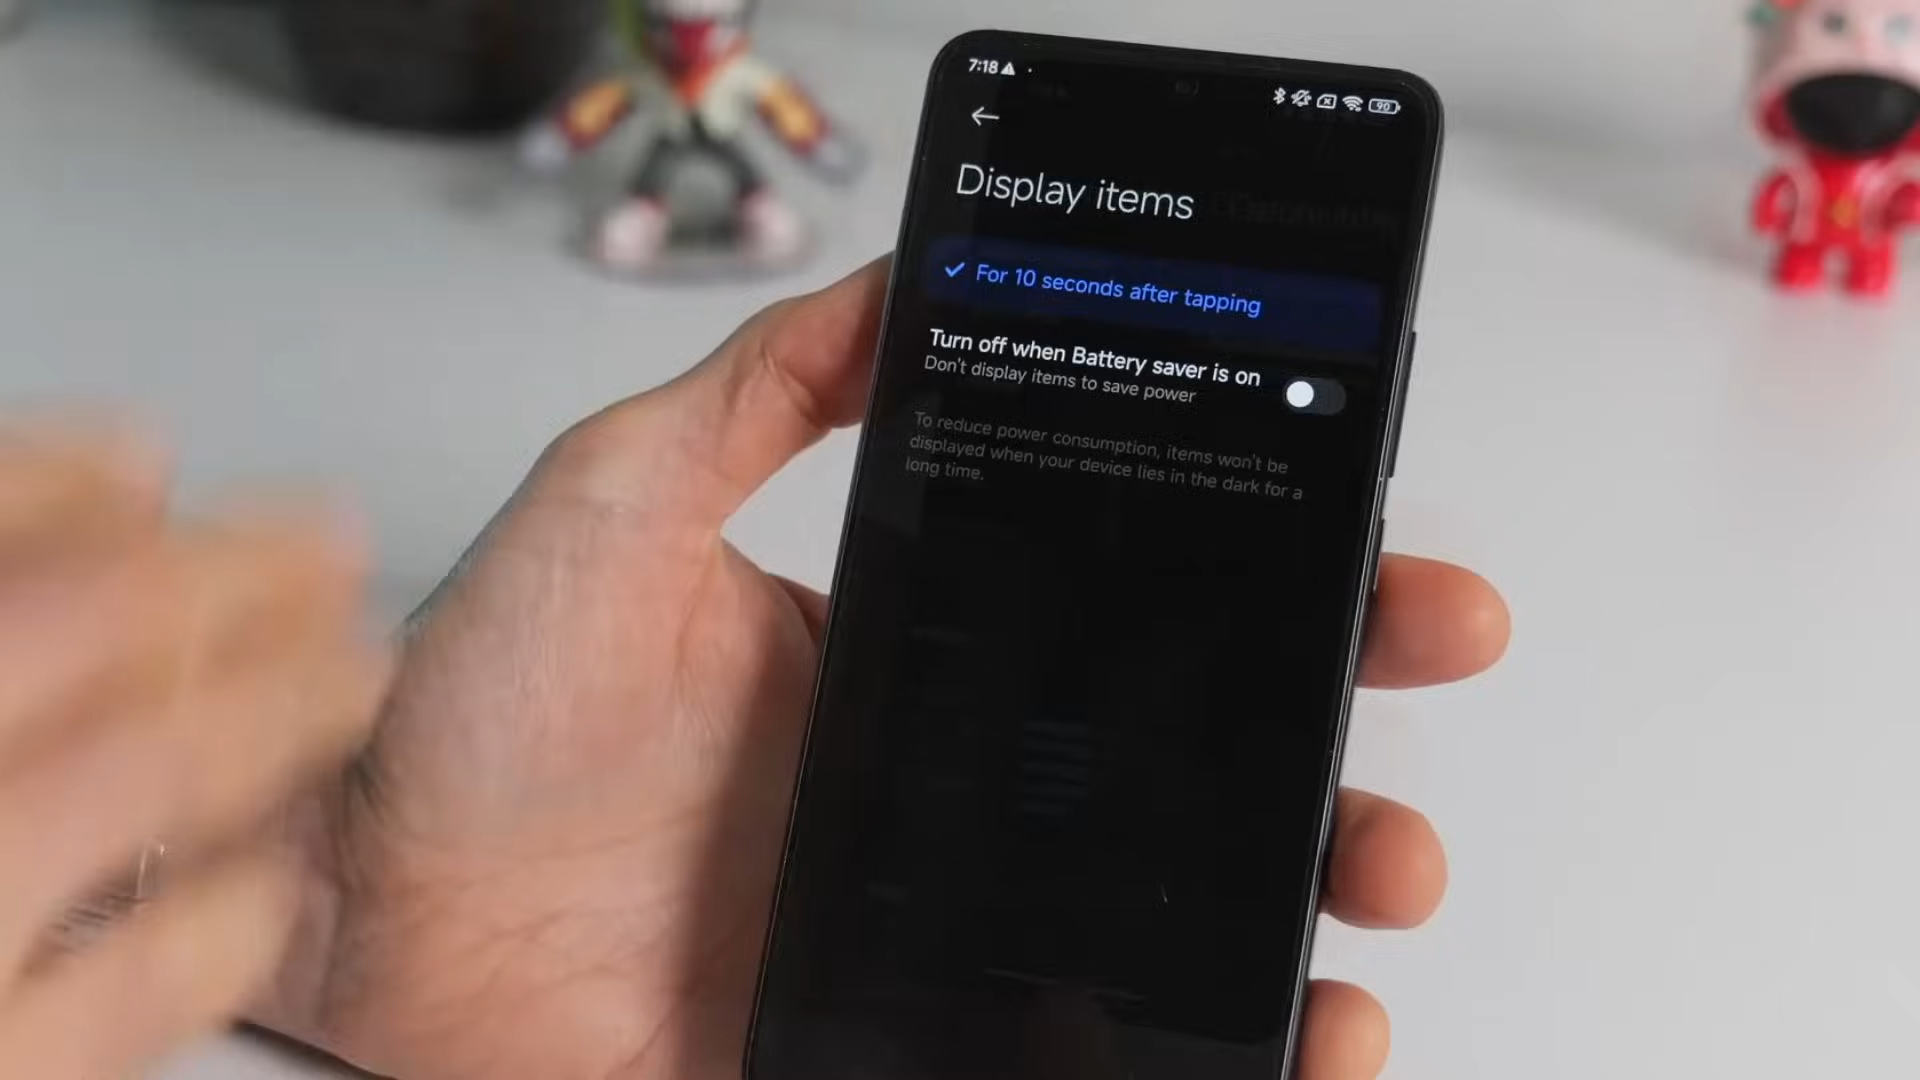 7:18
90
Display items
For 10 seconds after tapping
Turn off when Battery saver is on
Don't display items to save power
To reduce power consumption, items won't be
displayed when your device lies in the dark for a
long time.